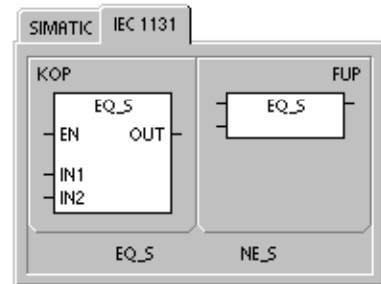 SIMATIC IEC 1131
KOP FUP
EQ_S EQ_S
EN OUT
IN1
IN2
EQ_S NE_S